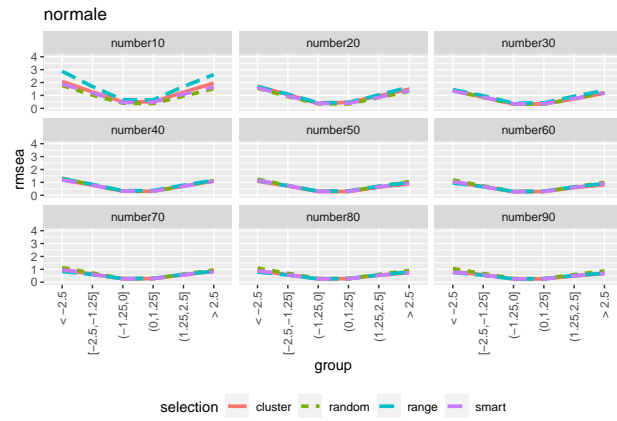 normale
number10 number20 number30
4
3
2
1
0
number40 number50 number60
4
3
2
1
0
number70 number80 number90
4
3
2
1
0
rmsea
< −2.5 [−2.5,−1.25] (−1.25,0] (0,1.25] (1.25,2.5] > 2.5 < −2.5 [−2.5,−1.25] (−1.25,0] (0,1.25] (1.25,2.5] > 2.5 < −2.5 [−2.5,−1.25] (−1.25,0] (0,1.25] (1.25,2.5] > 2.5
group
selection cluster random range smart